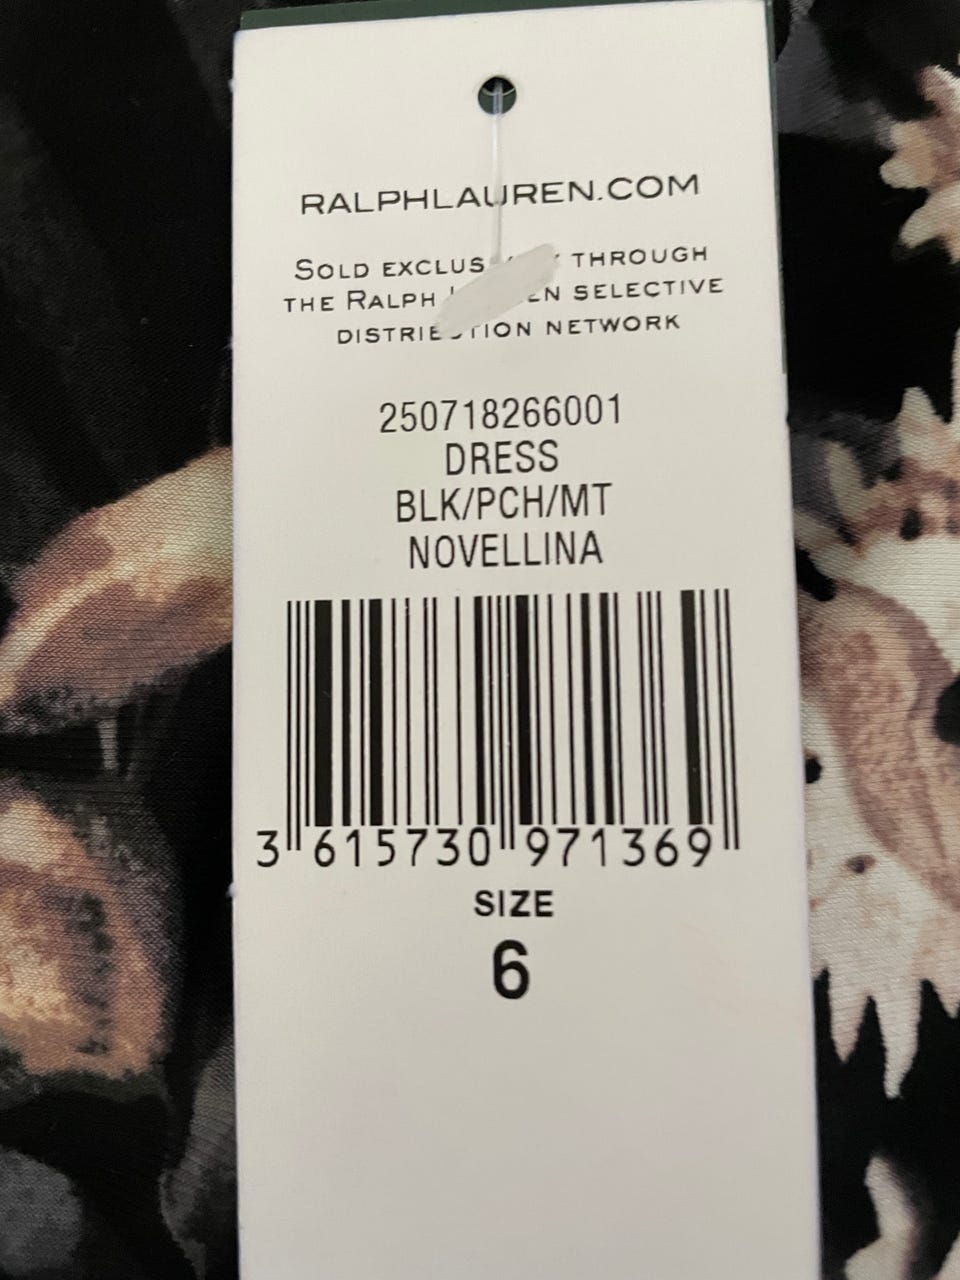 RALPHLAUREN.COM
SOLD THROUGH
THE RALPH SELECTIVE
NETWORK
250718266001
DRESS
BLK/PCH/MT
NOVELLINA
3 615730 971369
SIZE
6